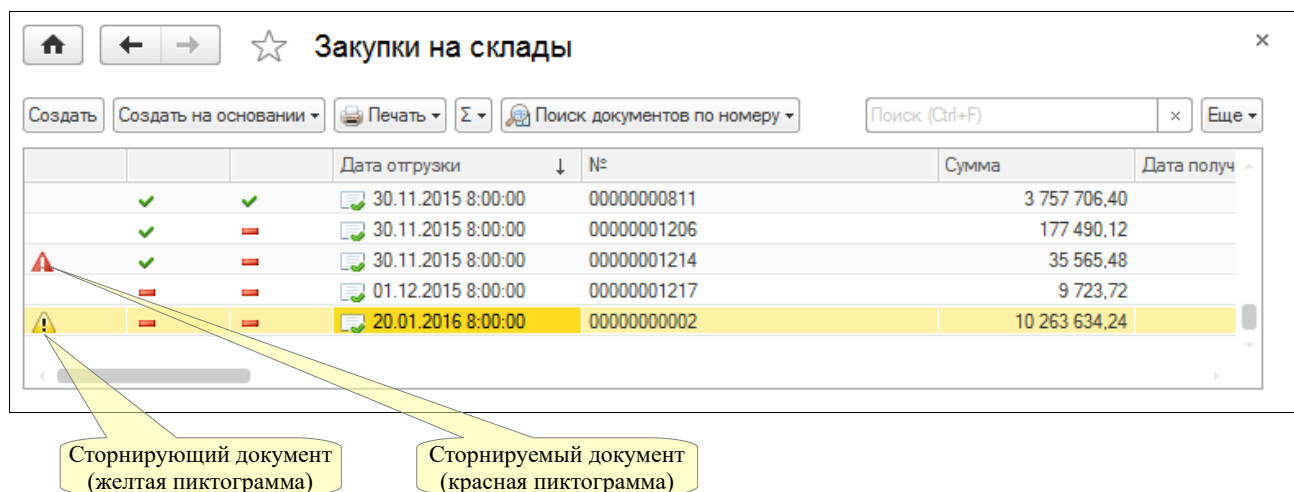 Закупки на склады
Создать Создать на основании Печать Σ Поиск документов по номеру Поиск (Ctrl+F) Еще
Дата отгрузки ↓ № Сумма Дата получ
30.11.2015 8:00:00 00000000811 3 757 706,40
30.11.2015 8:00:00 00000001206 177 490,12
30.11.2015 8:00:00 00000001214 35 565,48
01.12.2015 8:00:00 00000001217 9 723,72
20.01.2016 8:00:00 00000000002 10 263 634,24
Сторнирующий документ
(желтая пиктограмма)
Сторнируемый документ
(красная пиктограмма)